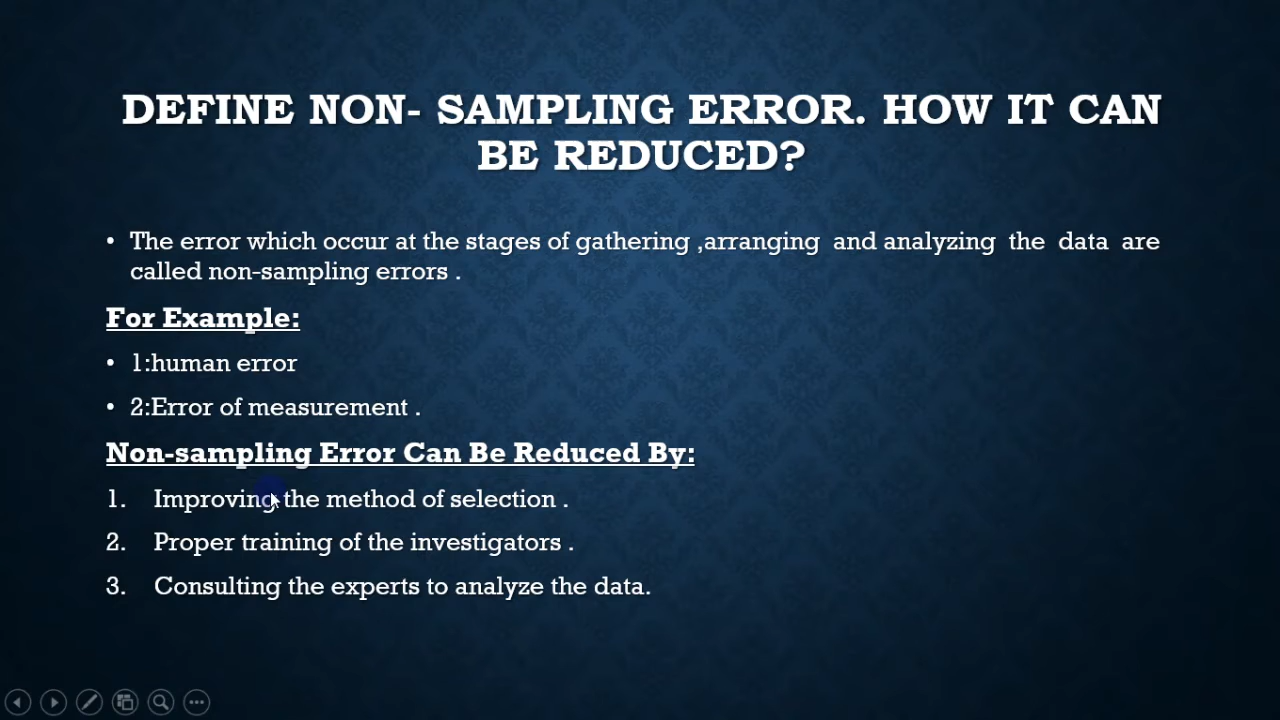 DEFINE NON- SAMPLING ERROR. HOW IT CAN
BE REDUCED?
• The error which occur at the stages of gathering ,arranging and analyzing the data are
called non-sampling errors .
For Example:
• 1:human error
• 2:Error of measurement .
Non-sampling Error Can Be Reduced By:
1. Improving the method of selection .
2. Proper training of the investigators .
3. Consulting the experts to analyze the data.